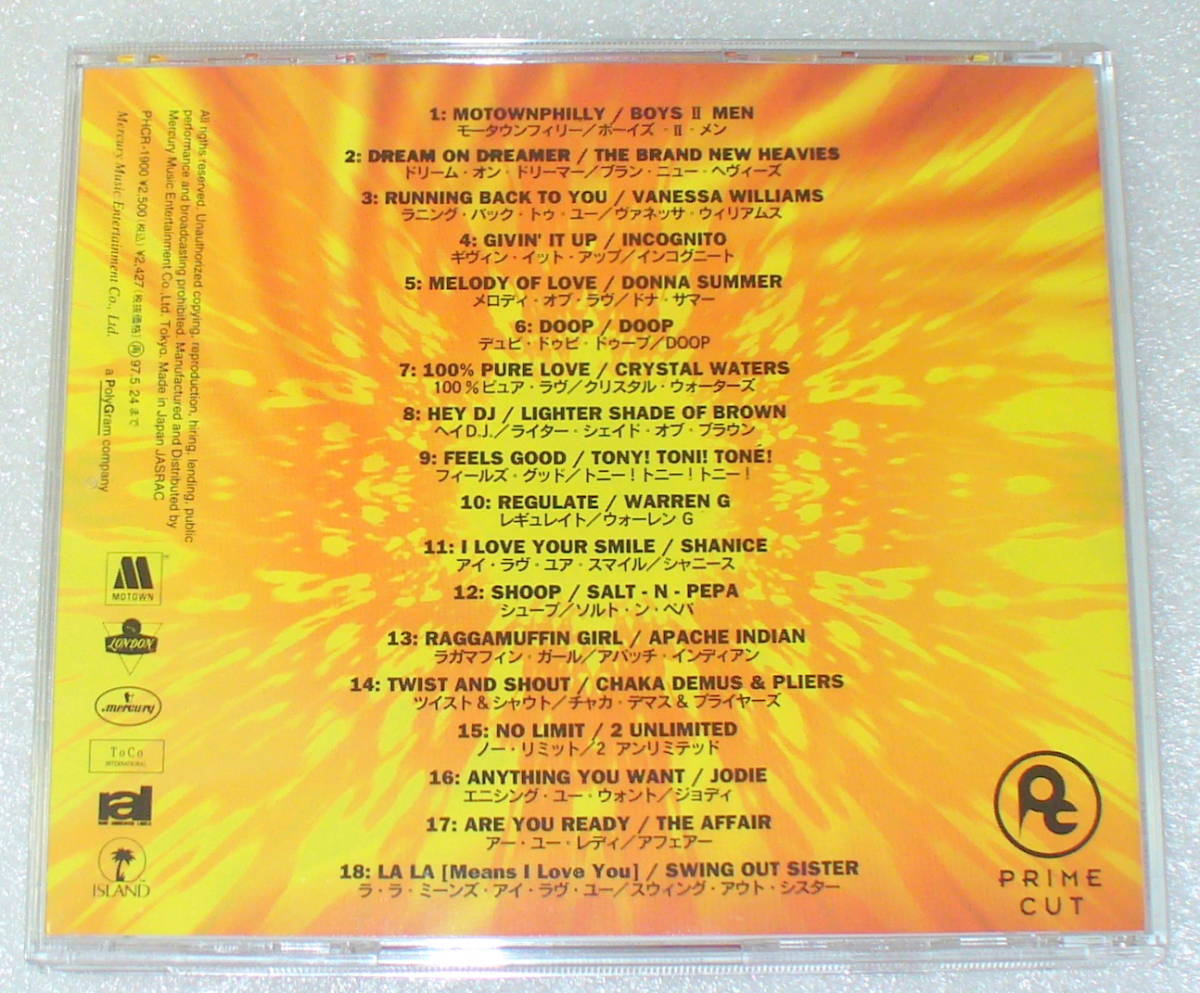 1: MOTOWNPHILLY / BOYS Ⅱ MEN
モータウンフィリー／ボーイズ・Ⅱ・メン
2: DREAM ON DREAMER / THE BRAND NEW HEAVIES
ドリーム・オン・ドリーマー／ブラン・ニュー・ヘヴィーズ
3: RUNNING BACK TO YOU / VANESSA WILLIAMS
ラニング・バック・トゥ・ユー／ヴァネッサ・ウィリアムス
4: GIVIN' IT UP / INCOGNITO
ギヴィン・イット・アップ／インコグニート
5: MELODY OF LOVE / DONNA SUMMER
メロディ・オブ・ラヴ／ドナ・サマー
6: DOOP / DOOP
デュビ・ドゥビ・ドゥープ／DOOP
7: 100% PURE LOVE / CRYSTAL WATERS
100％ピュア・ラヴ／クリスタル・ウォーターズ
8: HEY DJ / LIGHTER SHADE OF BROWN
ヘイD.J.／ライター・シェイド・オブ・ブラウン
9: FEELS GOOD / TONY! TONI! TONÉ!
フィールズ・グッド／トニー！トニー！トニー！
10: REGULATE / WARREN G
レギュレイト／ウォーレン G
11: I LOVE YOUR SMILE / SHANICE
アイ・ラヴ・ユア・スマイル／シャニース
12: SHOOP / SALT - N - PEPA
シュープ／ソルト・ン・ペパ
13: RAGGAMUFFIN GIRL / APACHE INDIAN
ラガマフィン・ガール／アパッチ・インディアン
14: TWIST AND SHOUT / CHAKA DEMUS & PLIERS
ツイスト＆シャウト／チャカ・デマス＆プライヤーズ
15: NO LIMIT / 2 UNLIMITED
ノー・リミット／2 アンリミテッド
16: ANYTHING YOU WANT / JODIE
エニシング・ユー・ウォント／ジョディ
17: ARE YOU READY / THE AFFAIR
アー・ユー・レディ／アフェアー
18: LA LA [Means I Love You] / SWING OUT SISTER
ラ・ラ・ミーンズ・アイ・ラヴ・ユー／スウィング・アウト・シスター
All rigths reserved. Unauthorized copying, reproduction, hiring, lending, public
performance and broadcasting prohibited. Manufactured and Distributed by
Mercury Music Entertainment Co.,Ltd. Tokyo. Made in Japan JASRAC
PHCR-1900 ¥2,500(税込) ¥2,427(税抜価格) 再 97.5.24 まで
Mercury Music Entertainment Co., Ltd. a PolyGram company
MOTOWN
LONDON
mercury
ToCo
INTERNATIONAL
ral
ISLAND
PRIME
CUT